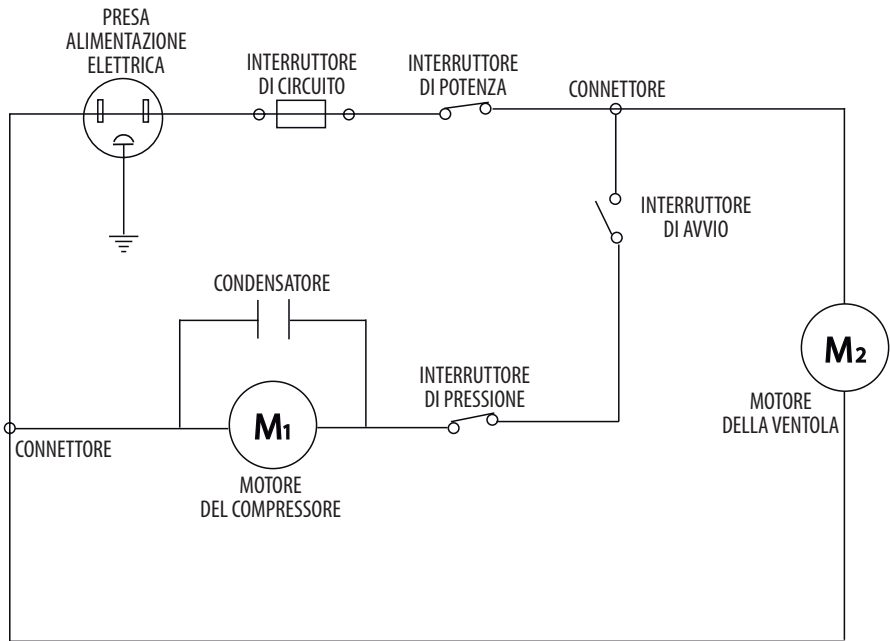 PRESA
ALIMENTAZIONE
ELETTRICA
INTERRUTTORE
DI CIRCUITO
INTERRUTTORE
DI POTENZA
CONNETTORE
INTERRUTTORE
DI AVVIO
CONDENSATORE
M2
INTERRUTTORE
DI PRESSIONE
MOTORE
DELLA VENTOLA
M1
CONNETTORE
MOTORE
DEL COMPRESSORE